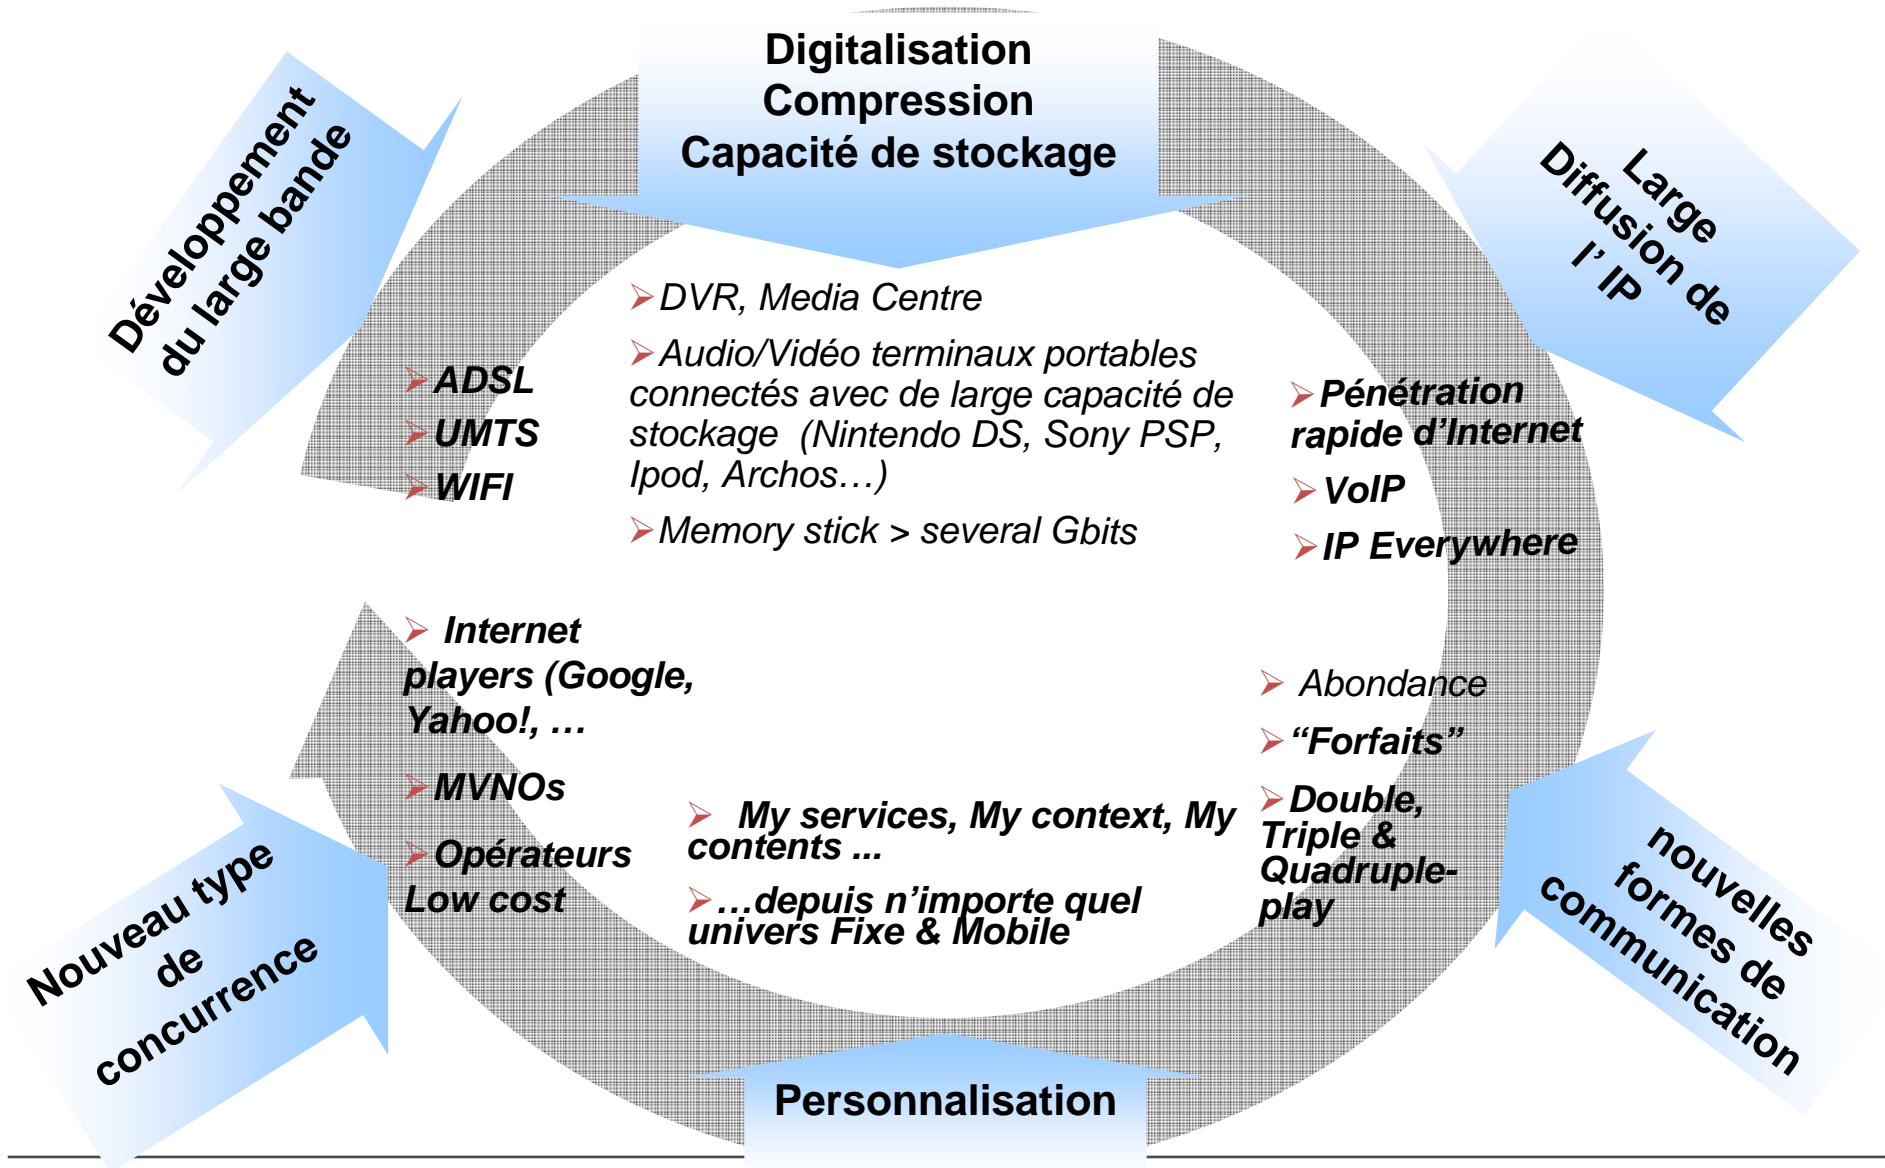 Digitalisation
Compression
Capacité de stockage
Développement
du large bande
Large
Diffusion de
l’ IP
➢DVR, Media Centre
➢Audio/Vidéo terminaux portables
connectés avec de large capacité de
stockage (Nintendo DS, Sony PSP,
Ipod, Archos…)
➢Memory stick > several Gbits
➢ADSL
➢UMTS
➢WIFI
➢Pénétration
rapide d’Internet
➢VoIP
➢IP Everywhere
➢ Internet
players (Google,
Yahoo!, …
➢MVNOs
➢Opérateurs
Low cost
➢ My services, My context, My
contents ...
➢…depuis n’importe quel
univers Fixe & Mobile
➢ Abondance
➢“Forfaits”
➢Double,
Triple &
Quadruple-
play
Nouveau type
de
concurrence
Personnalisation
nouvelles
formes de
communication